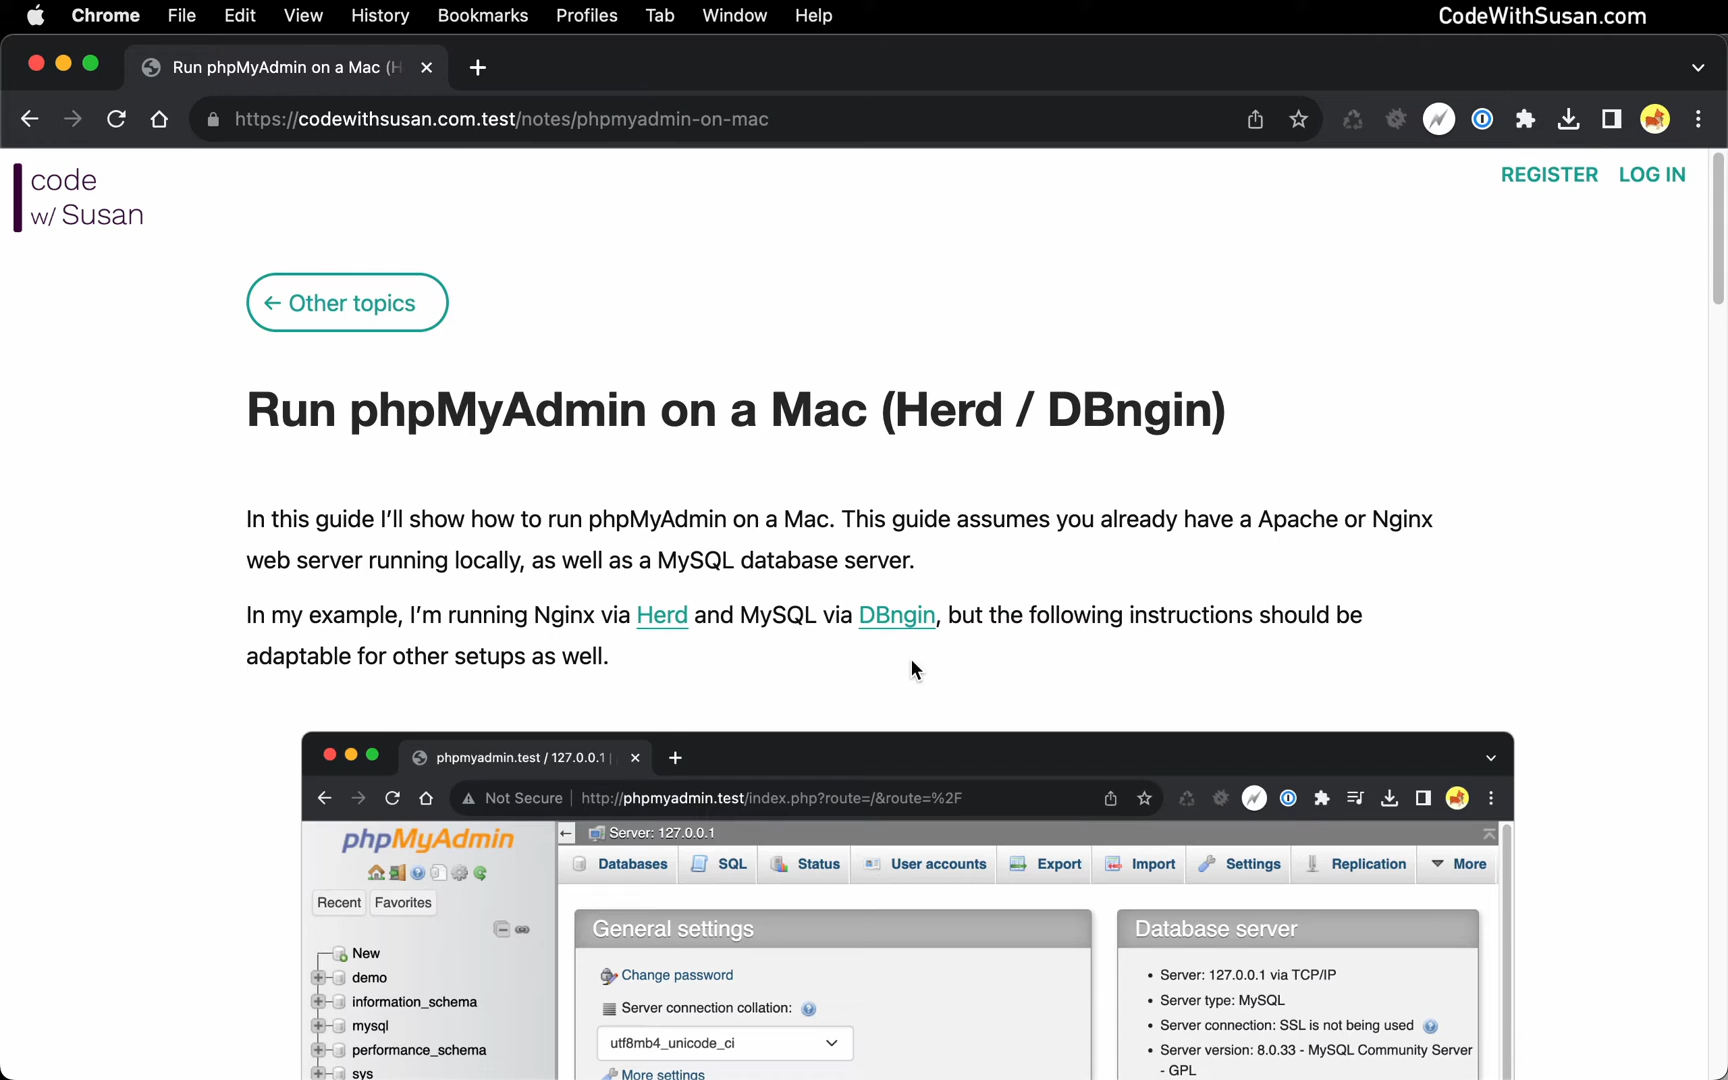 Chrome File Edit View History Bookmarks Profiles Tab Window Help CodeWithSusan.com
Run phpMyAdmin on a Mac (H
https://codewithsusan.com.test/notes/phpmyadmin-on-mac
code
w/ Susan
REGISTER LOG IN
← Other topics
Run phpMyAdmin on a Mac (Herd / DBngin)
In this guide I’ll show how to run phpMyAdmin on a Mac. This guide assumes you already have a Apache or Nginx
web server running locally, as well as a MySQL database server.
In my example, I’m running Nginx via Herd and MySQL via DBngin, but the following instructions should be
adaptable for other setups as well.
phpmyadmin.test / 127.0.0.1 |
Not Secure | http://phpmyadmin.test/index.php?route=/&route=%2F
phpMyAdmin
Server: 127.0.0.1
Databases SQL Status User accounts Export Import Settings Replication More
Recent Favorites
New
demo
information_schema
mysql
performance_schema
sys
General settings
Change password
Server connection collation:
utf8mb4_unicode_ci
More settings
Database server
• Server: 127.0.0.1 via TCP/IP
• Server type: MySQL
• Server connection: SSL is not being used
• Server version: 8.0.33 - MySQL Community Server
- GPL